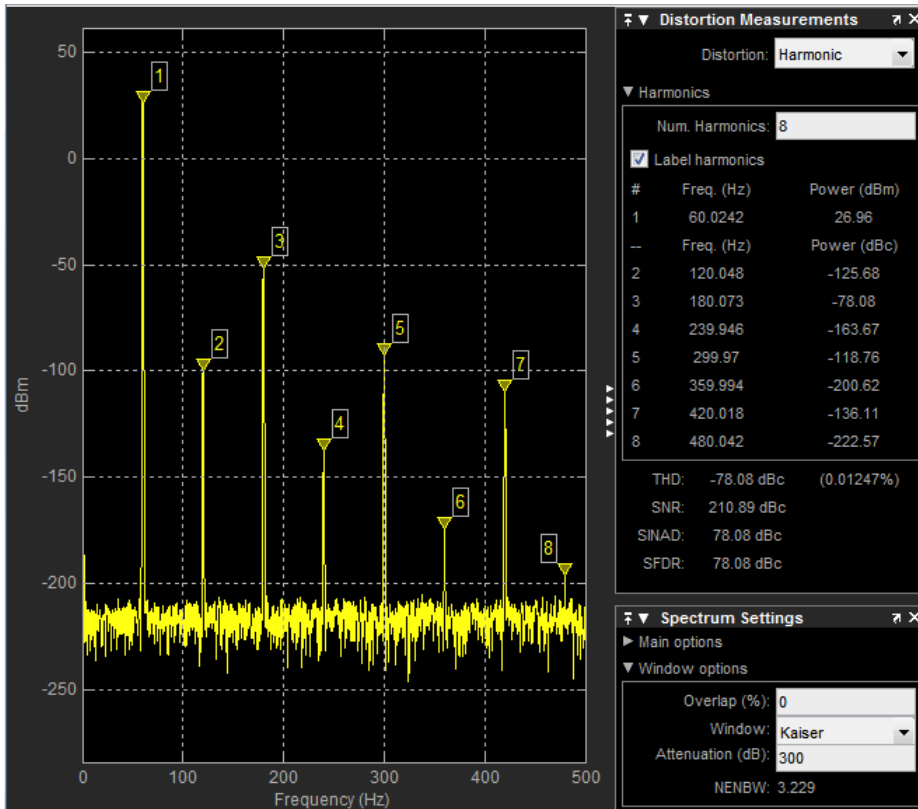 50
0
-50
-100
-150
-200
-250
dBm
0 100 200 300 400 500
Frequency (Hz)
1
2
3
4
5
6
7
8
Distortion Measurements
Distortion: Harmonic
Harmonics
Num. Harmonics: 8
Label harmonics
# Freq. (Hz) Power (dBm)
1 60.0242 26.96
-- Freq. (Hz) Power (dBc)
2 120.048 -125.68
3 180.073 -78.08
4 239.946 -163.67
5 299.97 -118.76
6 359.994 -200.62
7 420.018 -136.11
8 480.042 -222.57
THD: -78.08 dBc (0.01247%)
SNR: 210.89 dBc
SINAD: 78.08 dBc
SFDR: 78.08 dBc
Spectrum Settings
Main options
Window options
Overlap (%): 0
Window: Kaiser
Attenuation (dB): 300
NENBW: 3.229